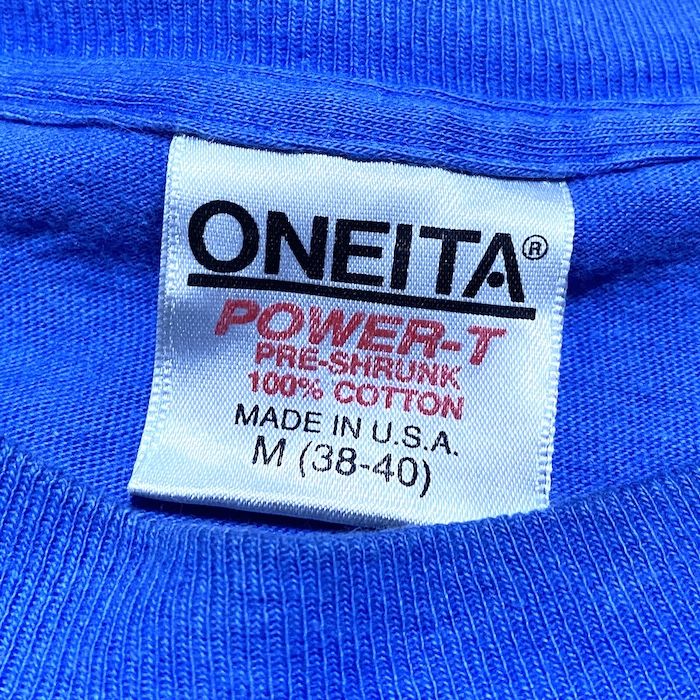 ONEITA®
POWER-T
PRE-SHRUNK
100% COTTON
MADE IN U.S.A.
M (38-40)